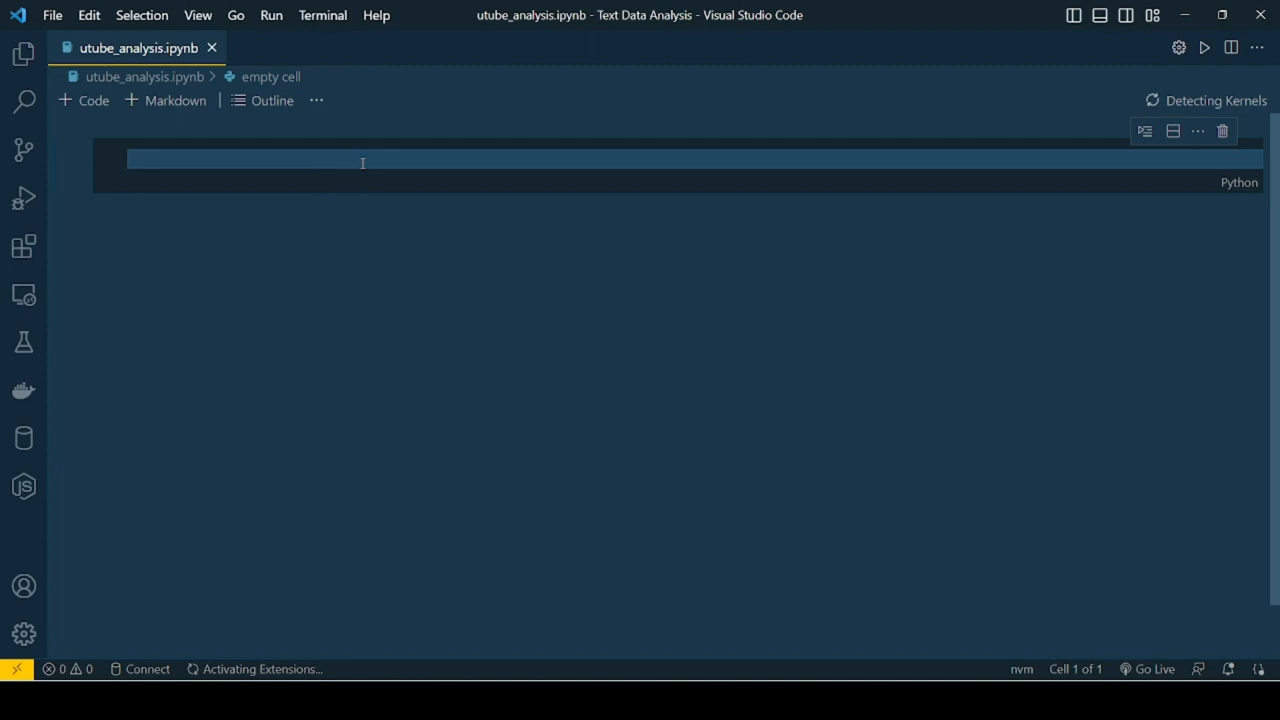 File Edit Selection View Go Run Terminal Help utube_analysis.ipynb - Text Data Analysis - Visual Studio Code
utube_analysis.ipynb
utube_analysis.ipynb > empty cell
+ Code + Markdown | Outline ... Detecting Kernels
Python
0 0 Connect Activating Extensions... nvm Cell 1 of 1 Go Live